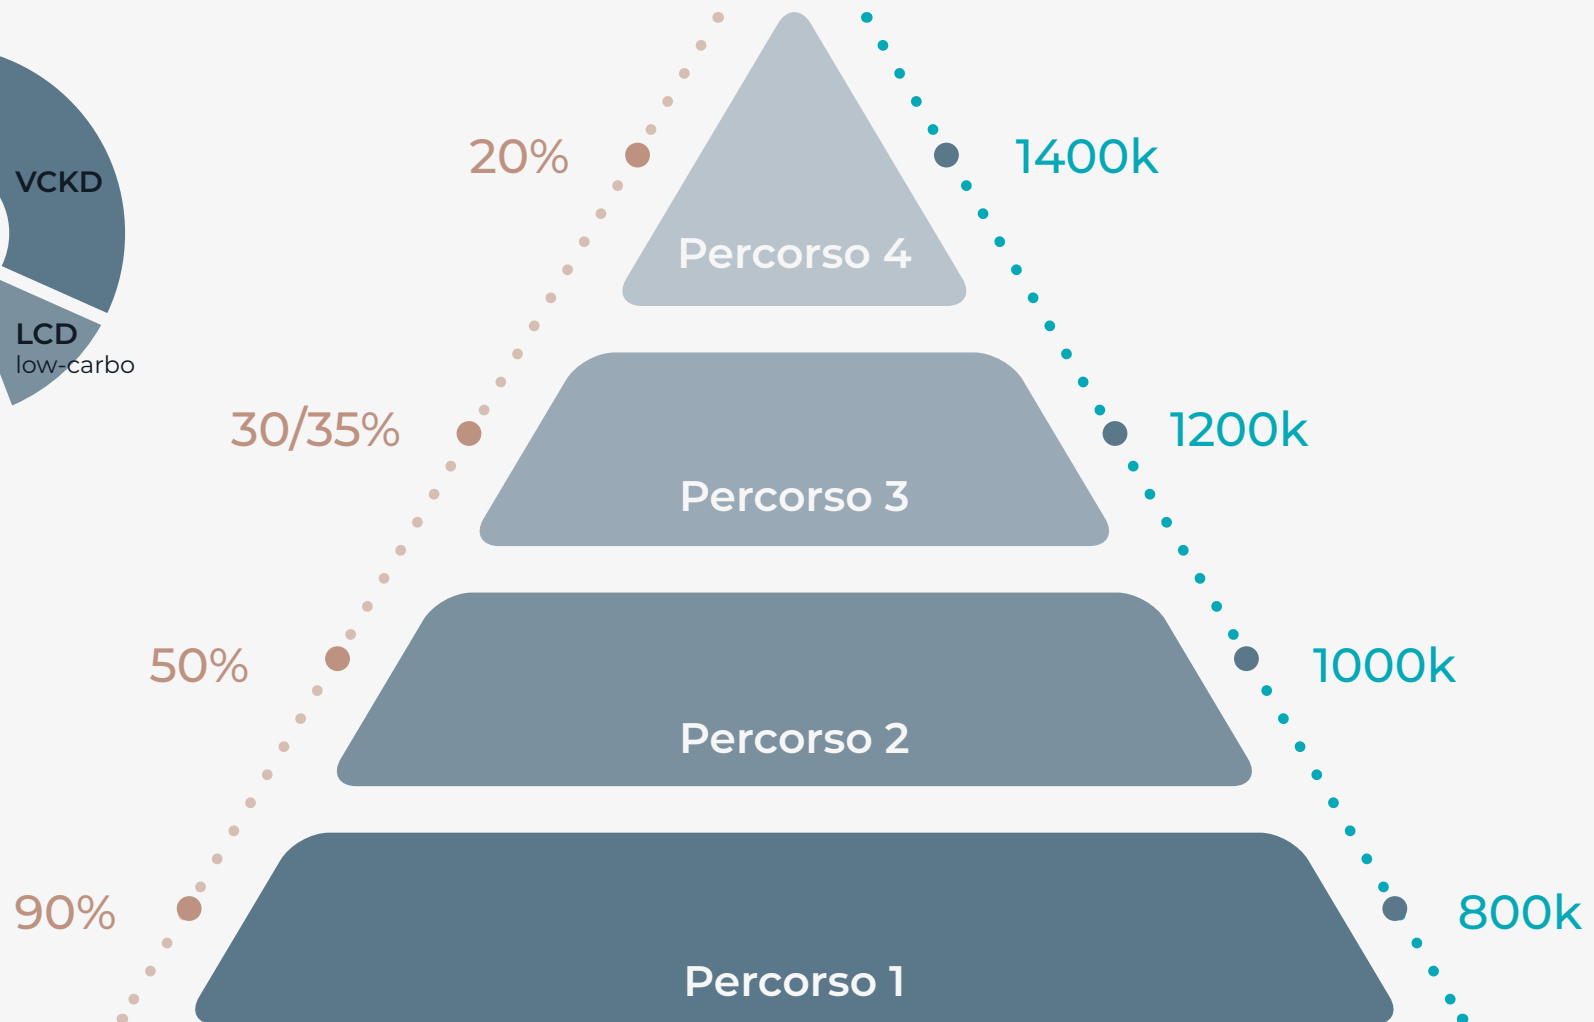 VCKD
LCD
low-carbo
20%
1400k
Percorso 4
30/35%
1200k
Percorso 3
50%
1000k
Percorso 2
90%
800k
Percorso 1